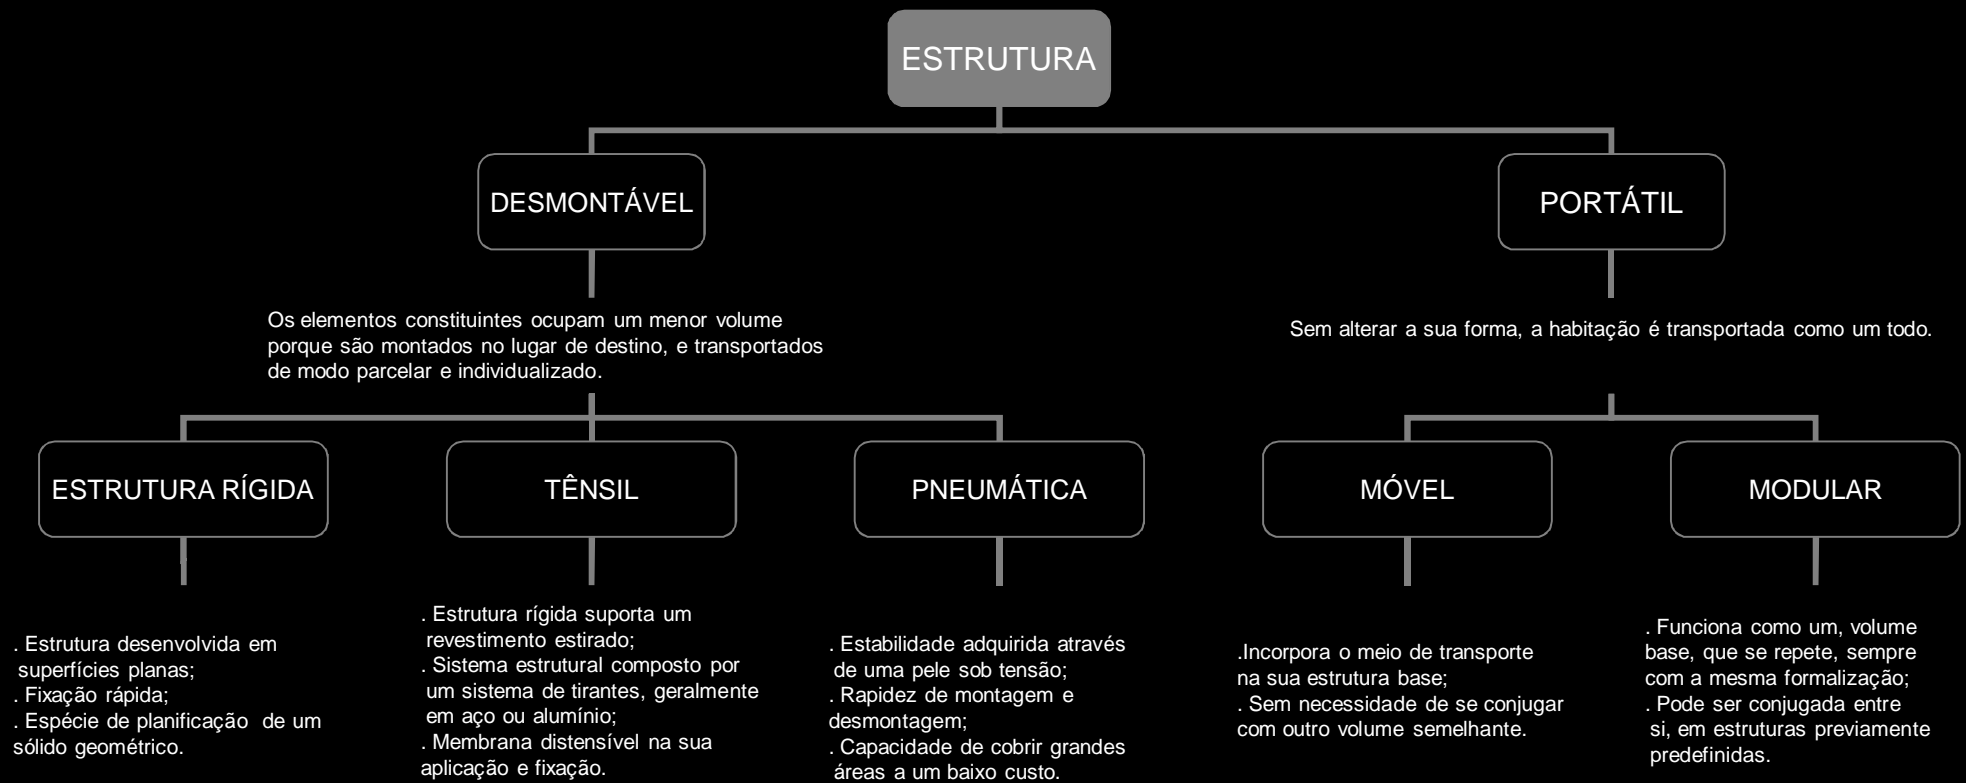 ESTRUTURA
DESMONTÁVEL
PORTÁTIL
Os elementos constituintes ocupam um menor volume
porque são montados no lugar de destino, e transportados
de modo parcelar e individualizado.
Sem alterar a sua forma, a habitação é transportada como um todo.
ESTRUTURA RÍGIDA
TÊNSIL
PNEUMÁTICA
MÓVEL
MODULAR
. Estrutura desenvolvida em
superfícies planas;
. Fixação rápida;
. Espécie de planificação de um
sólido geométrico.
. Estrutura rígida suporta um
revestimento estirado;
. Sistema estrutural composto por
um sistema de tirantes, geralmente
em aço ou alumínio;
. Membrana distensível na sua
aplicação e fixação.
. Estabilidade adquirida através
de uma pele sob tensão;
. Rapidez de montagem e
desmontagem;
. Capacidade de cobrir grandes
áreas a um baixo custo.
.Incorpora o meio de transporte
na sua estrutura base;
. Sem necessidade de se conjugar
com outro volume semelhante.
. Funciona como um, volume
base, que se repete, sempre
com a mesma formalização;
. Pode ser conjugada entre
si, em estruturas previamente
predefinidas.